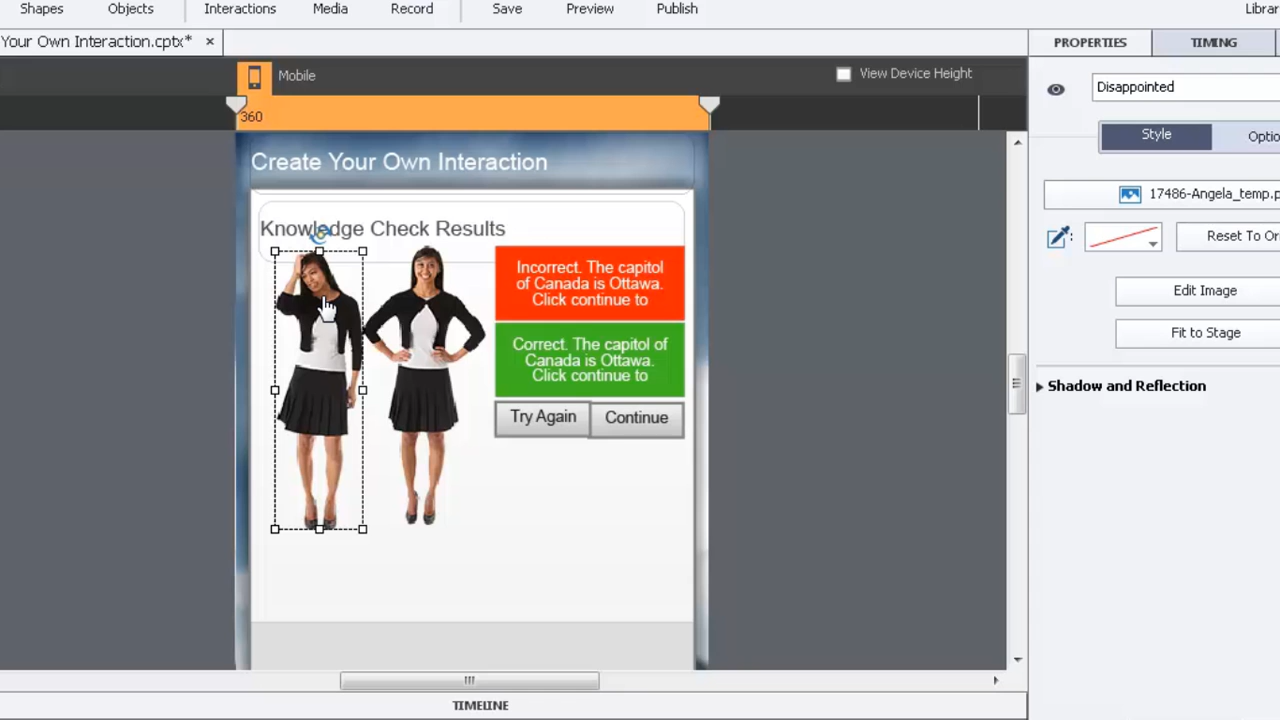 Shapes Objects Interactions Media Record Save Preview Publish Librar
Your Own Interaction.cptx* ×
PROPERTIES TIMING
Mobile
View Device Height
Disappointed
360
Style Optio
Create Your Own Interaction
17486-Angela_temp.p
Knowledge Check Results
Reset To Or
Incorrect. The capitol
of Canada is Ottawa.
Click continue to
Edit Image
Fit to Stage
Correct. The capitol of
Canada is Ottawa.
Click continue to
Shadow and Reflection
Try Again Continue
TIMELINE